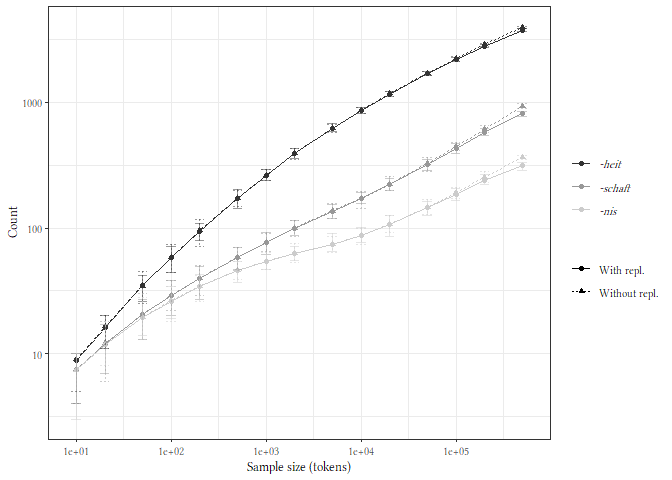 1000
100
10
Count
1e+01 1e+02 1e+03 1e+04 1e+05
Sample size (tokens)
-heit
-schaft
-nis
With repl.
Without repl.